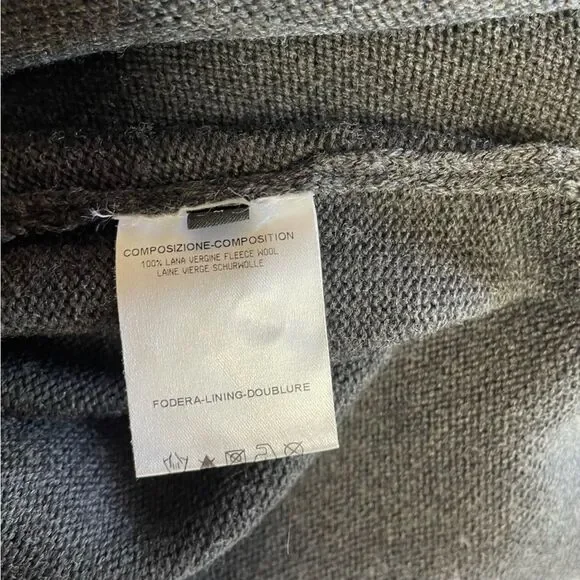 COMPOSIZIONE-COMPOSITION
100% LANA VERGINE FLEECE WOOL
LAINE VIERGE SCHURWOLLE
FODERA-LINING-DOUBLURE